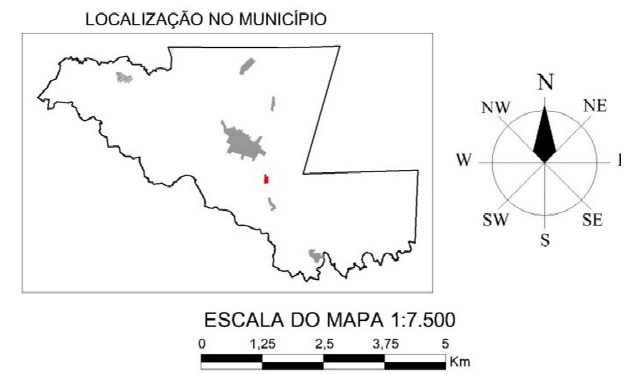 LOCALIZAÇÃO NO MUNICÍPIO
N
NW NE
W
SW SE
S
ESCALA DO MAPA 1:7.500
0 1,25 2,5 3,75 5
Km